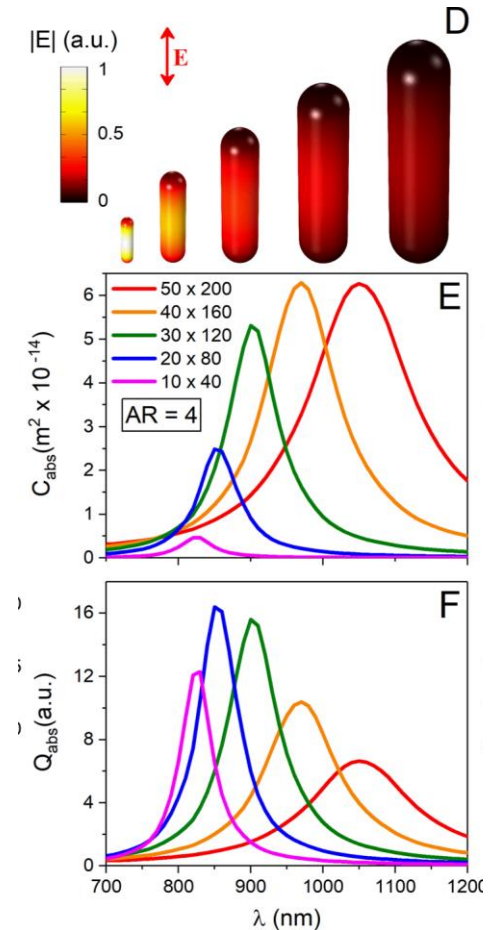 D
|E| (a.u.)
E
1
0.5
0
E
50 x 200
40 x 160
30 x 120
20 x 80
10 x 40
AR = 4
C_abs(m² x 10⁻¹⁴)
6
5
4
3
2
1
0
F
Q_abs(a.u.)
16
12
8
4
0
700 800 900 1000 1100 1200
λ (nm)